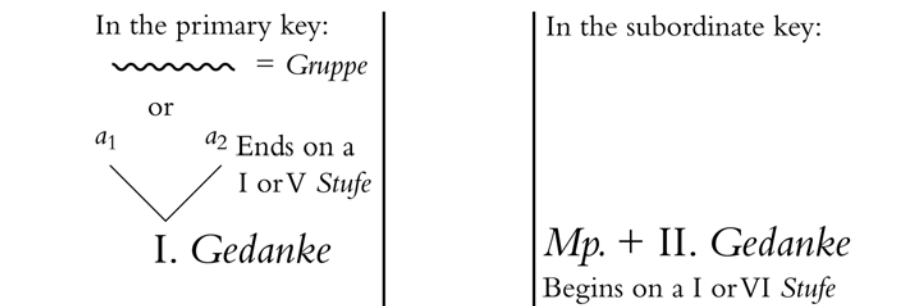 In the primary key:
= Gruppe
or
a1 a2 Ends on a
I or V Stufe
I. Gedanke
In the subordinate key:
Mp. + II. Gedanke
Begins on a I or VI Stufe